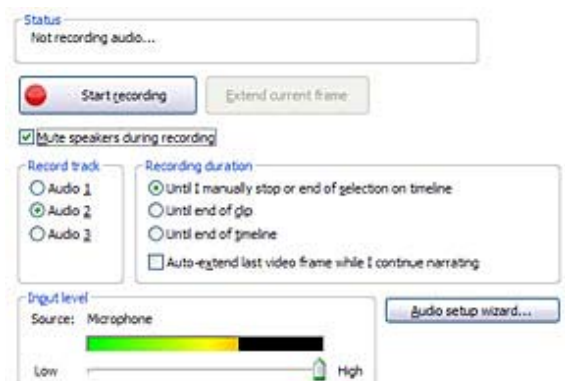 Status
Not recording audio...
Start recording
Extend current frame
Mute speakers during recording
Record track
Audio 1
Audio 2
Audio 3
Recording duration
Until I manually stop or end of selection on timeline
Until end of clip
Until end of timeline
Auto-extend last video frame while I continue narrating
Input level
Source: Microphone
Low
High
Audio setup wizard...